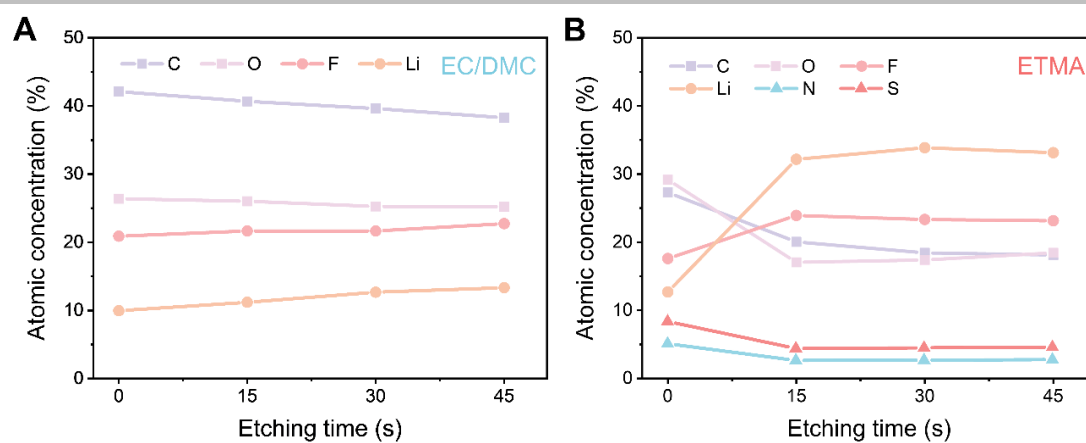 A
C O F Li
EC/DMC
Atomic concentration (%)
50
40
30
20
10
0
0 15 30 45
Etching time (s)
B
C O F
Li N S
ETMA
Atomic concentration (%)
50
40
30
20
10
0
0 15 30 45
Etching time (s)